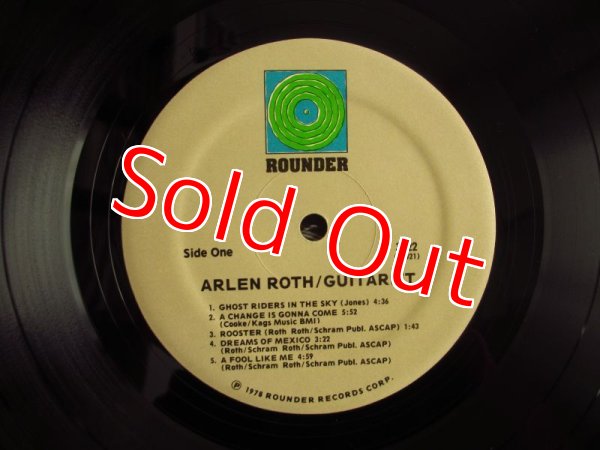 ROUNDER
Sold Out
Side One
ARLEN ROTH/GUITAR
1. GHOST RIDERS IN THE SKY (Jones) 4:36
2. A CHANGE IS GONNA COME 5:52
(Cooke/Kags Music BMI)
3. ROOSTER (Roth Roth/Schram Publ. ASCAP) 1:43
4. DREAMS OF MEXICO 3:22
(Roth/Schram Roth/Schram Publ. ASCAP)
5. A FOOL LIKE ME 4:59
(Roth/Schram Roth/Schram Publ. ASCAP)
℗ 1978 ROUNDER RECORDS CORP.